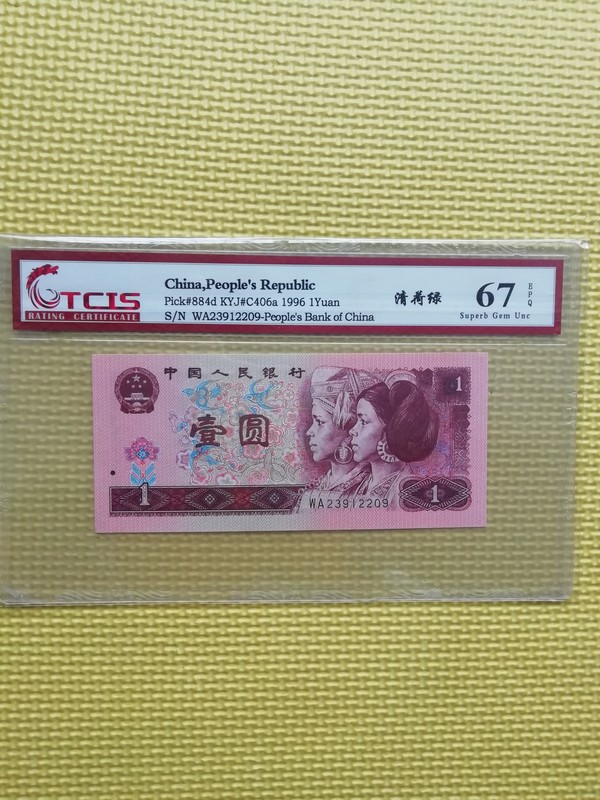 TCIS
RATING CERTIFICATE
China,People's Republic
Pick#884d KYJ#C406a 1996 1Yuan
S/N WA23912209-People's Bank of China
清荷绿
67 EPQ
Superb Gem Unc
中国人民银行
1
壹圆
1
WA23912209
1